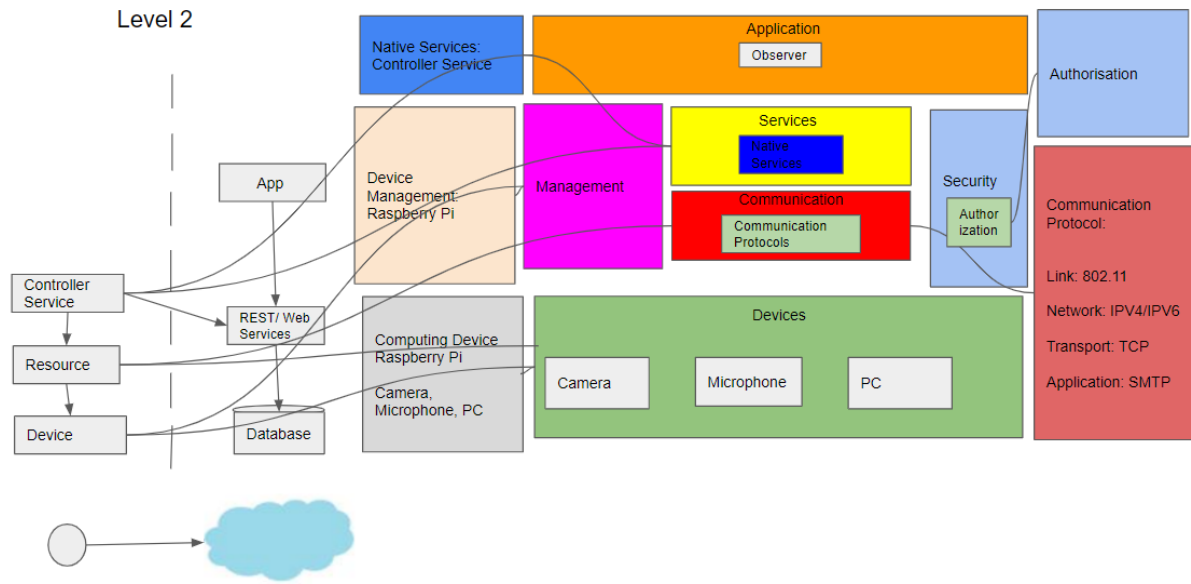 Level 2
Native Services:
Controller Service
Application
Observer
Authorisation
App
Device
Management:
Raspberry Pi
Management
Services
Native
Services
Communication
Communication
Protocols
Security
Author
ization
Communication
Protocol:
Link: 802.11
Network: IPV4/IPV6
Transport: TCP
Application: SMTP
Controller
Service
REST/ Web
Services
Resource
Device
Database
Computing Device
Raspberry Pi
Camera,
Microphone, PC
Devices
Camera
Microphone
PC